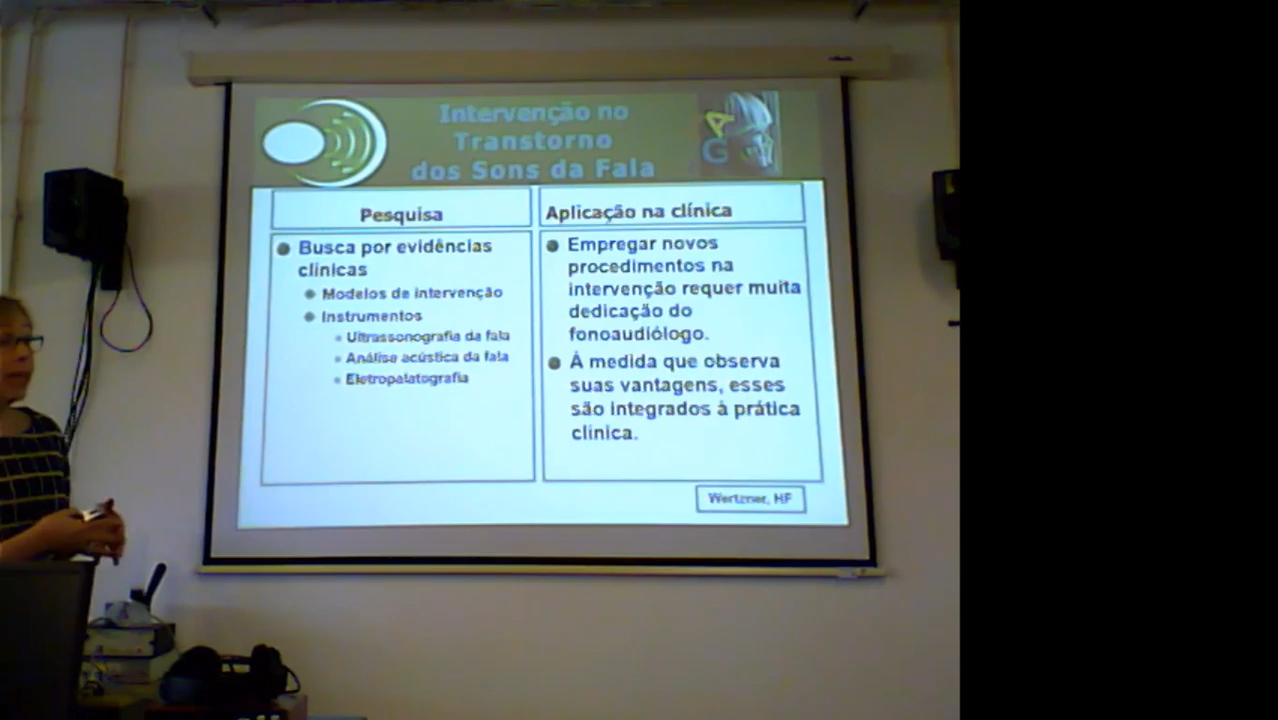 Intervenção no
Transtorno
dos Sons da Fala
A
G
Pesquisa
Busca por evidências
clínicas
Modelos de intervenção
Instrumentos
Ultrassonografia da fala
Análise acústica da fala
Eletropalatografia
Aplicação na clínica
Empregar novos
procedimentos na
intervenção requer muita
dedicação do
fonoaudiólogo.
À medida que observa
suas vantagens, esses
são integrados à prática
clínica.
Wertzner, HF